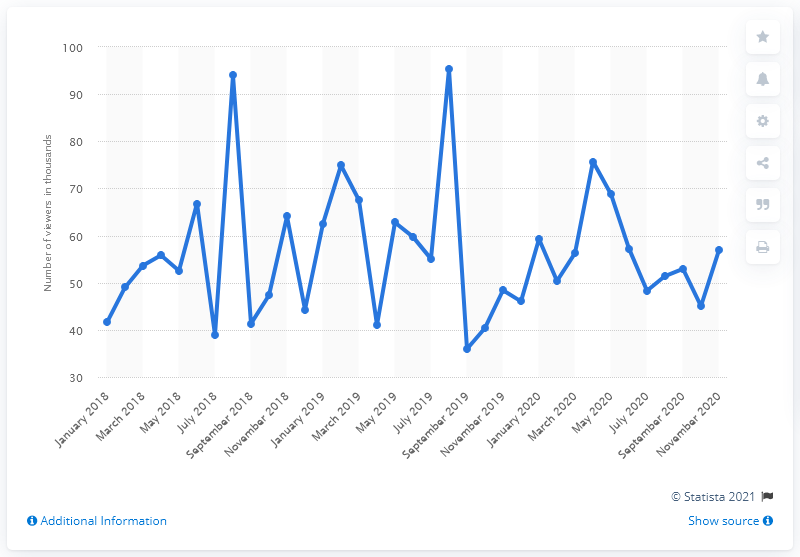 100
90
80
70
60
50
40
30
Number of viewers in thousands
January 2018
March 2018
May 2018
July 2018
September 2018
November 2018
January 2019
March 2019
May 2019
July 2019
September 2019
November 2019
January 2020
March 2020
May 2020
July 2020
September 2020
November 2020
© Statista 2021
Additional Information
Show source